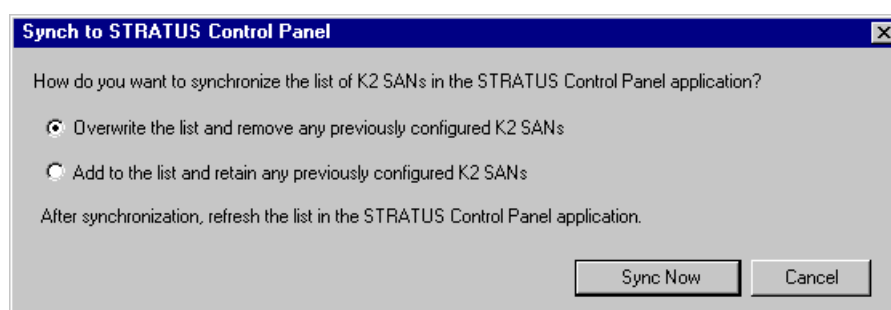 Synch to STRATUS Control Panel
How do you want to synchronize the list of K2 SANs in the STRATUS Control Panel application?
Overwrite the list and remove any previously configured K2 SANs
Add to the list and retain any previously configured K2 SANs
After synchronization, refresh the list in the STRATUS Control Panel application.
Sync Now Cancel